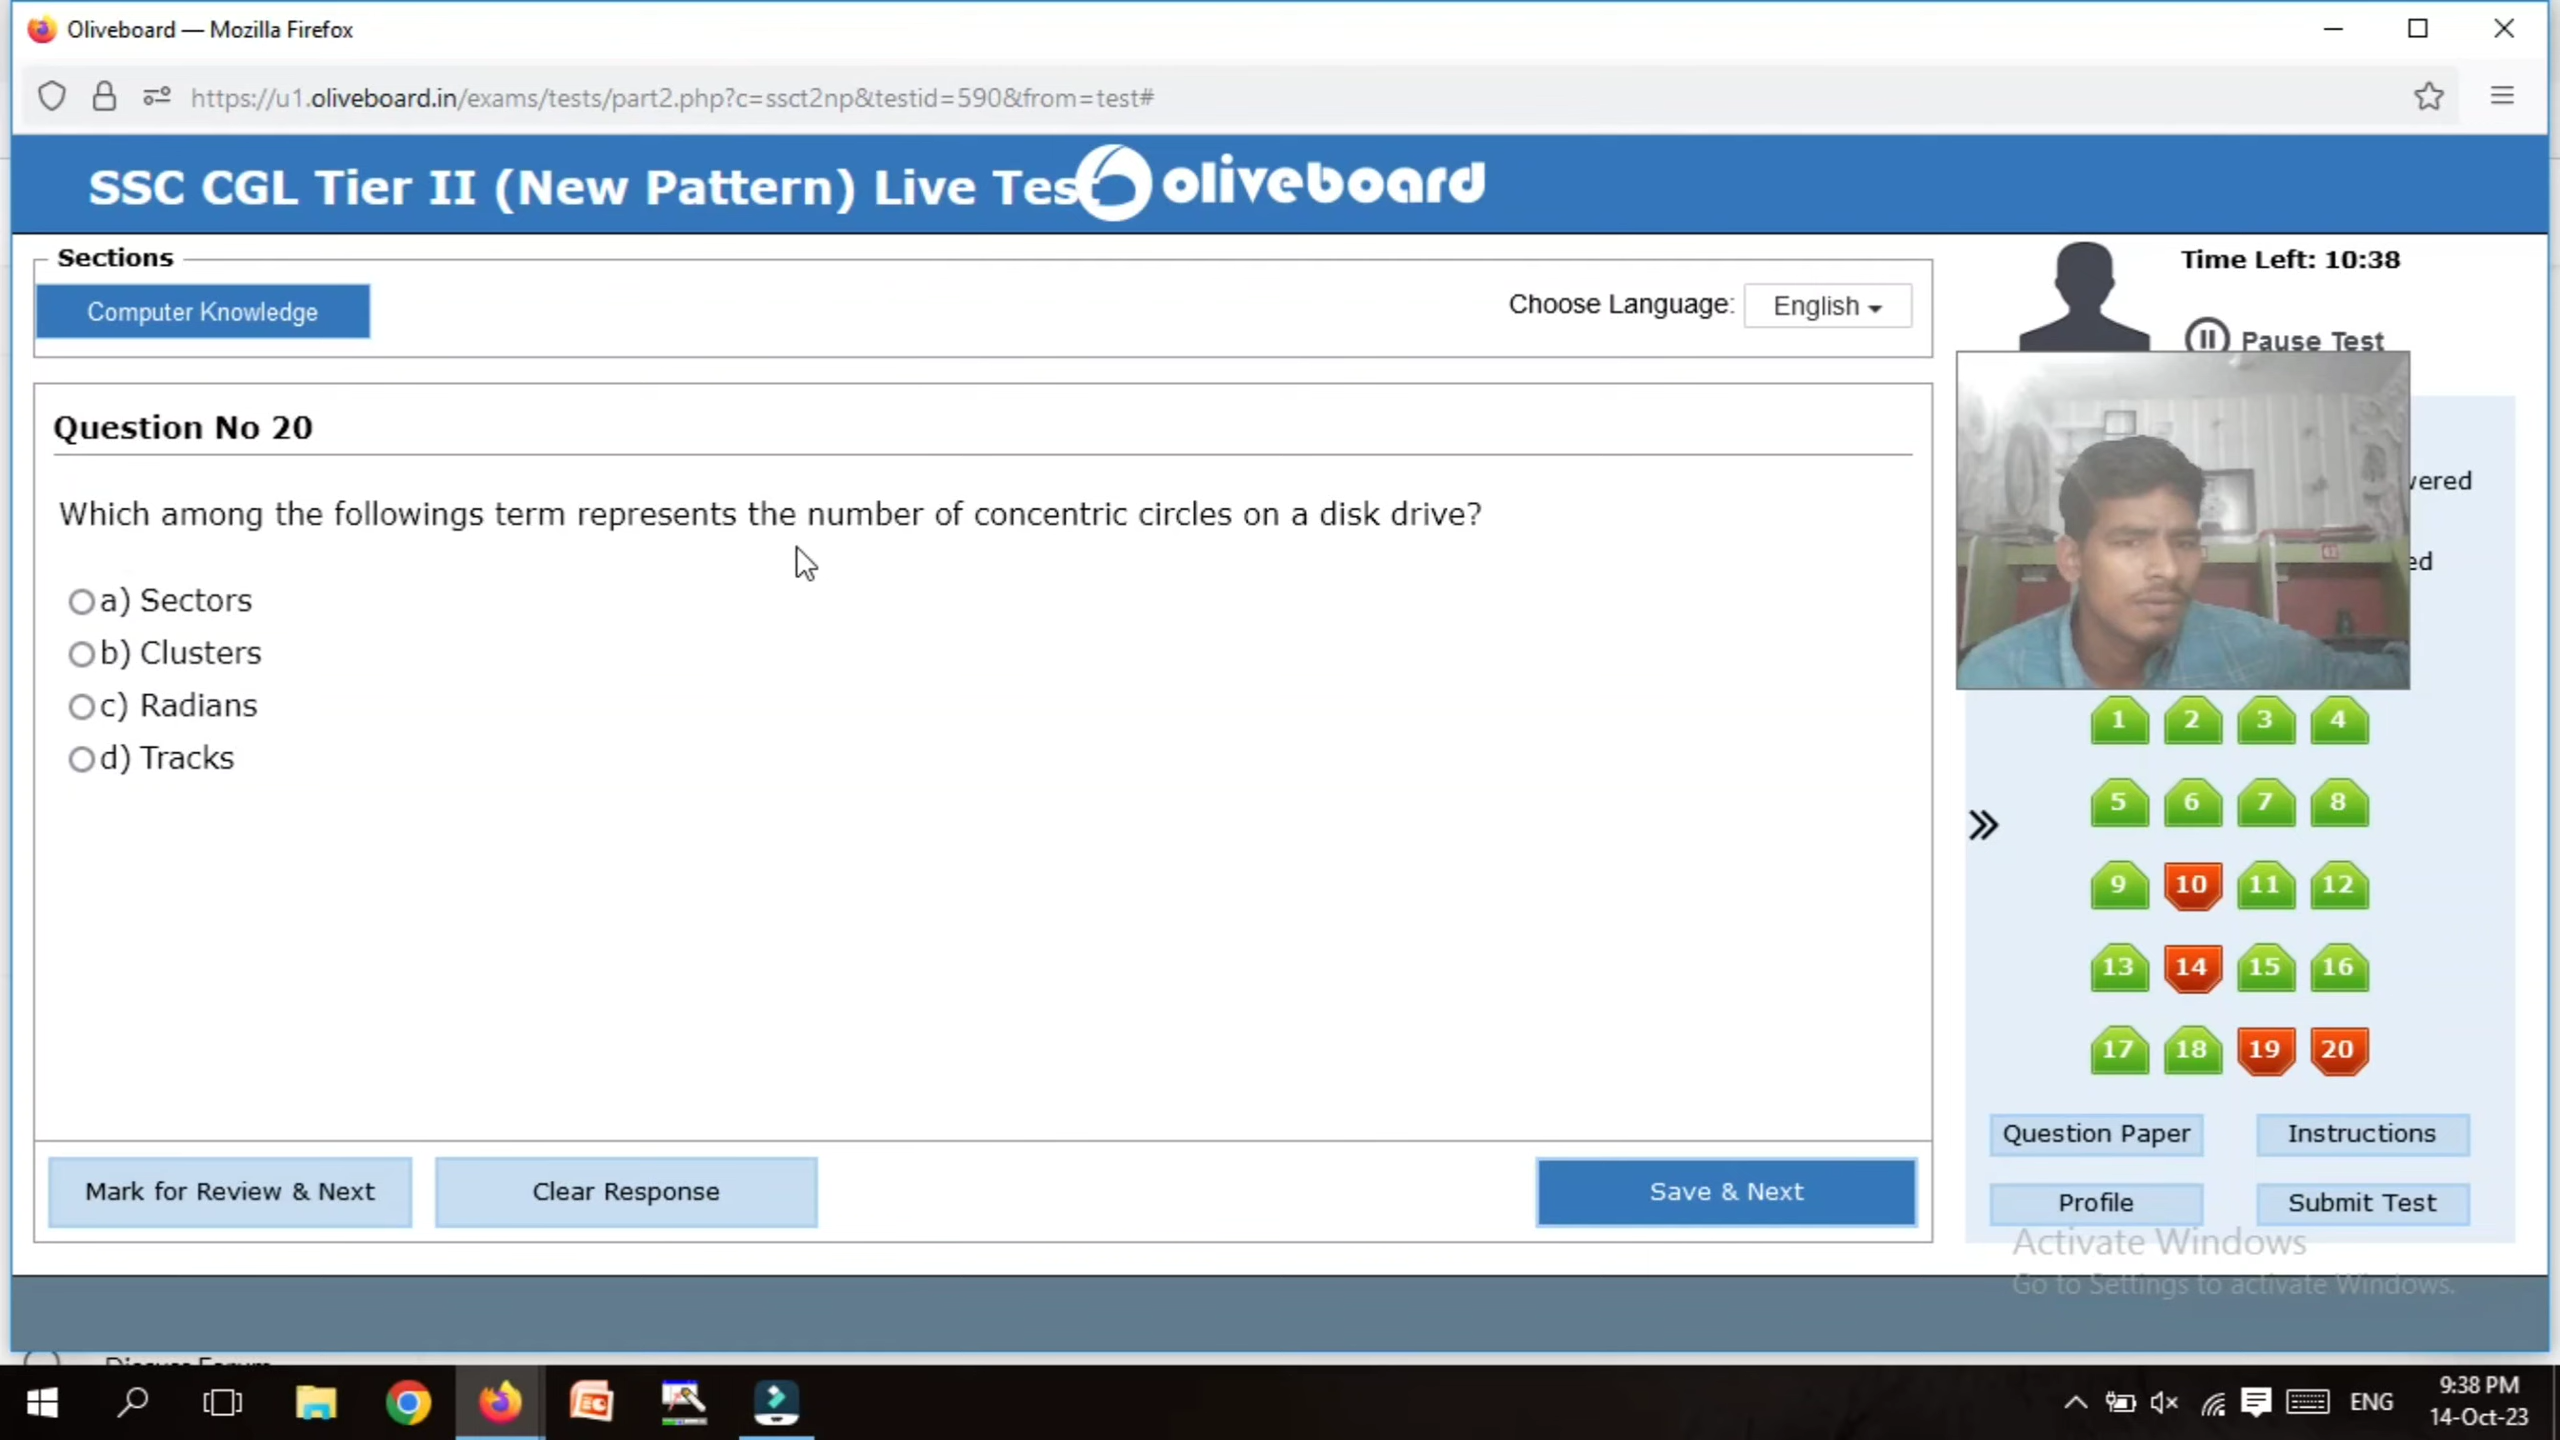 Oliveboard — Mozilla Firefox
https://u1.oliveboard.in/exams/tests/part2.php?c=ssct2np&testid=590&from=test#
SSC CGL Tier II (New Pattern) Live Tes
oliveboard
Sections
Computer Knowledge
Choose Language: English
Time Left: 10:38
Pause Test
Question No 20
Which among the followings term represents the number of concentric circles on a disk drive?
a) Sectors
b) Clusters
c) Radians
d) Tracks
vered
ed
1 2 3 4
5 6 7 8
9 10 11 12
13 14 15 16
17 18 19 20
Question Paper Instructions
Profile Submit Test
Mark for Review & Next Clear Response Save & Next
Activate Windows
Go to Settings to activate Windows.
ENG
9:38 PM
14-Oct-23